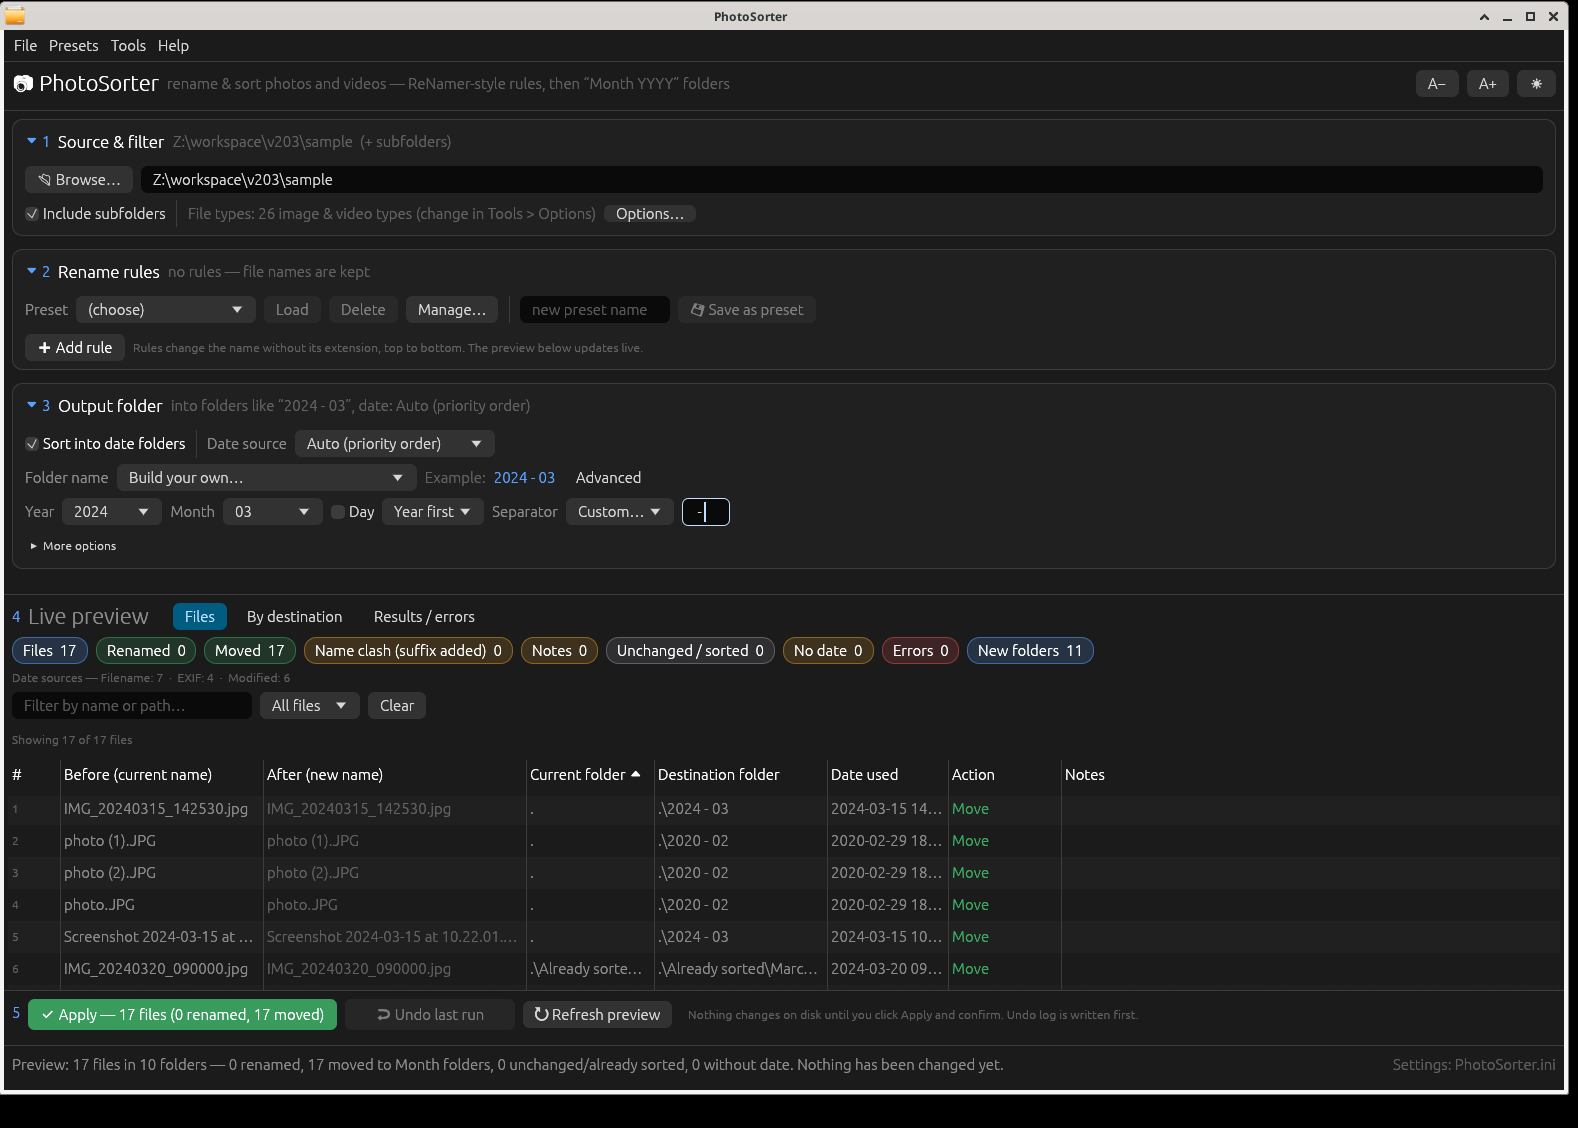 PhotoSorter
File Presets Tools Help
PhotoSorter rename & sort photos and videos — ReNamer-style rules, then “Month YYYY” folders A− A+
1 Source & filter Z:\workspace\v203\sample (+ subfolders)
Browse… Z:\workspace\v203\sample
Include subfolders File types: 26 image & video types (change in Tools > Options) Options…
2 Rename rules no rules — file names are kept
Preset (choose) Load Delete Manage… new preset name Save as preset
+ Add rule Rules change the name without its extension, top to bottom. The preview below updates live.
3 Output folder into folders like “2024 - 03”, date: Auto (priority order)
Sort into date folders Date source Auto (priority order)
Folder name Build your own… Example: 2024 - 03 Advanced
Year 2024 Month 03 Day Year first Separator Custom… -
More options
4 Live preview Files By destination Results / errors
Files 17 Renamed 0 Moved 17 Name clash (suffix added) 0 Notes 0 Unchanged / sorted 0 No date 0 Errors 0 New folders 11
Date sources — Filename: 7 · EXIF: 4 · Modified: 6
Filter by name or path… All files Clear
Showing 17 of 17 files
# Before (current name) After (new name) Current folder Destination folder Date used Action Notes
1 IMG_20240315_142530.jpg IMG_20240315_142530.jpg . .\2024 - 03 2024-03-15 14… Move
2 photo (1).JPG photo (1).JPG . .\2020 - 02 2020-02-29 18… Move
3 photo (2).JPG photo (2).JPG . .\2020 - 02 2020-02-29 18… Move
4 photo.JPG photo.JPG . .\2020 - 02 2020-02-29 18… Move
5 Screenshot 2024-03-15 at … Screenshot 2024-03-15 at 10.22.01.… . .\2024 - 03 2024-03-15 10… Move
6 IMG_20240320_090000.jpg IMG_20240320_090000.jpg .\Already sorte… .\Already sorted\Marc… 2024-03-20 09… Move
5 ✓ Apply — 17 files (0 renamed, 17 moved) Undo last run Refresh preview Nothing changes on disk until you click Apply and confirm. Undo log is written first.
Preview: 17 files in 10 folders — 0 renamed, 17 moved to Month folders, 0 unchanged/already sorted, 0 without date. Nothing has been changed yet. Settings: PhotoSorter.ini